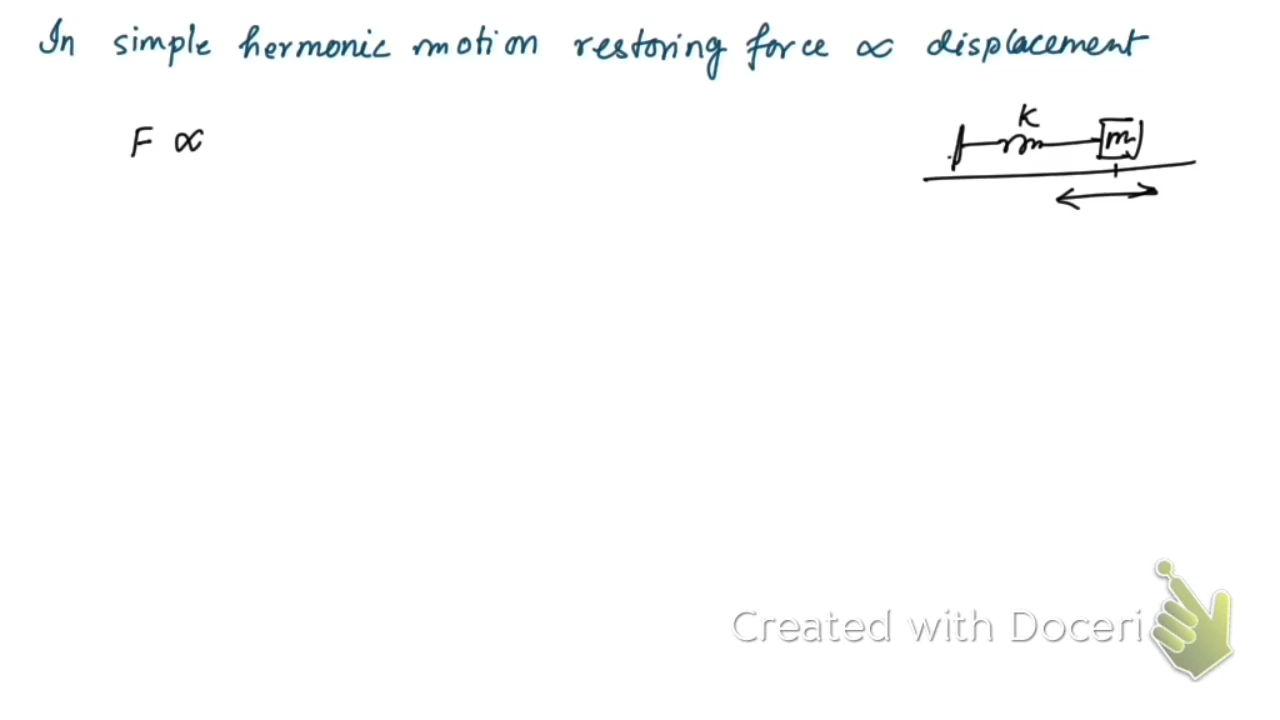 In simple hermonic motion restoring force ∝ displacement
F ∝
K
m
Created with Doceri